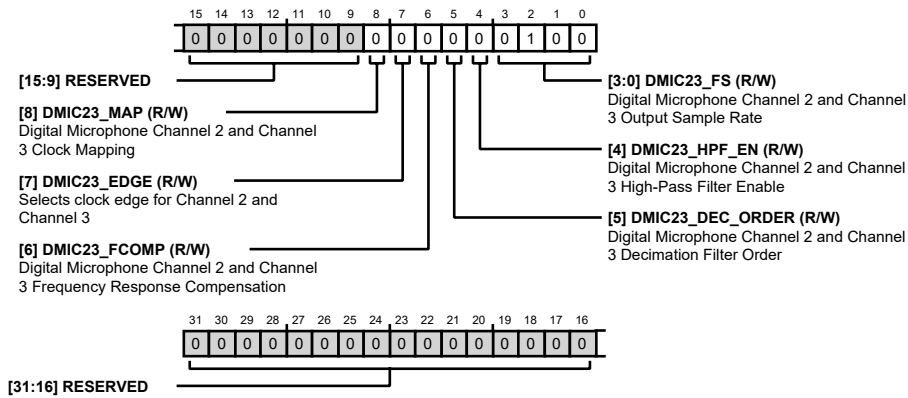 15 14 13 12 11 10 9 8 7 6 5 4 3 2 1 0
0 0 0 0 0 0 0 0 0 0 0 0 0 1 0 0
[15:9] RESERVED
[8] DMIC23_MAP (R/W)
Digital Microphone Channel 2 and Channel
3 Clock Mapping
[7] DMIC23_EDGE (R/W)
Selects clock edge for Channel 2 and
Channel 3
[6] DMIC23_FCOMP (R/W)
Digital Microphone Channel 2 and Channel
3 Frequency Response Compensation
[3:0] DMIC23_FS (R/W)
Digital Microphone Channel 2 and Channel
3 Output Sample Rate
[4] DMIC23_HPF_EN (R/W)
Digital Microphone Channel 2 and Channel
3 High-Pass Filter Enable
[5] DMIC23_DEC_ORDER (R/W)
Digital Microphone Channel 2 and Channel
3 Decimation Filter Order
31 30 29 28 27 26 25 24 23 22 21 20 19 18 17 16
0 0 0 0 0 0 0 0 0 0 0 0 0 0 0 0
[31:16] RESERVED